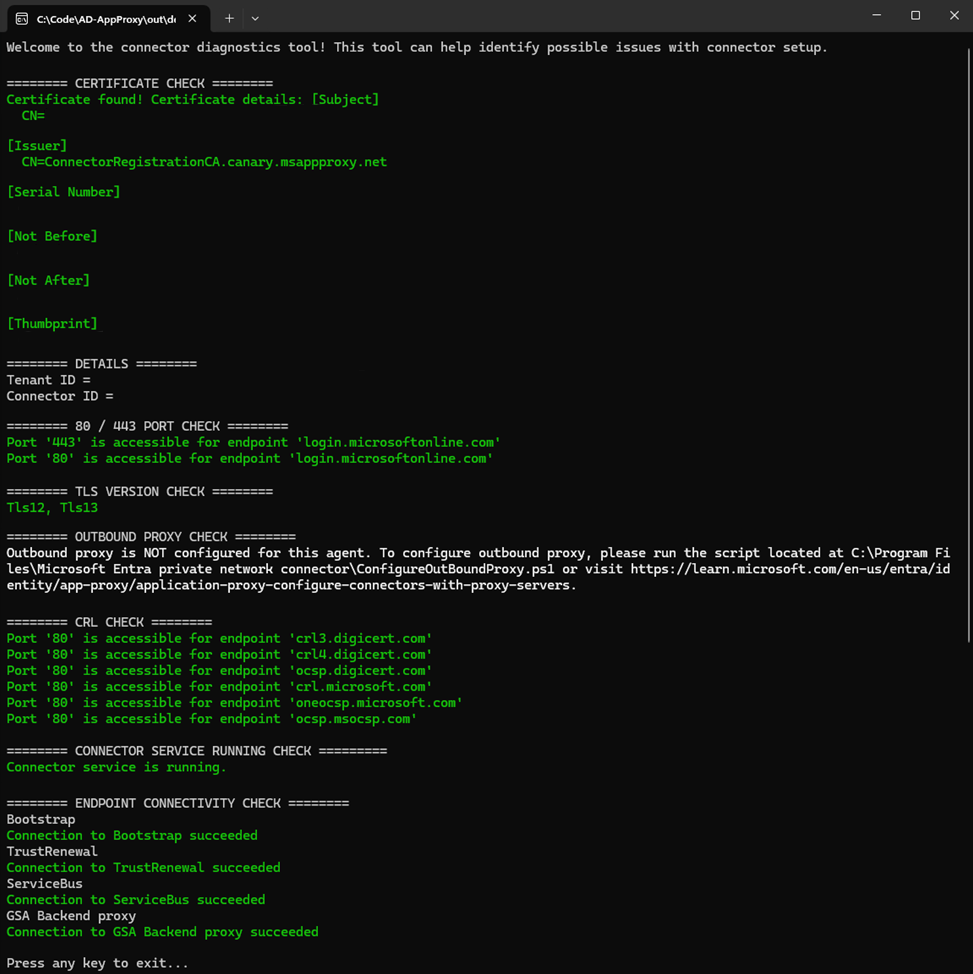 C:\Code\AD-AppProxy\out\de
Welcome to the connector diagnostics tool! This tool can help identify possible issues with connector setup.
======== CERTIFICATE CHECK ========
Certificate found! Certificate details: [Subject]
CN=
[Issuer]
CN=ConnectorRegistrationCA.canary.msappproxy.net
[Serial Number]
[Not Before]
[Not After]
[Thumbprint]
======== DETAILS ========
Tenant ID =
Connector ID =
======== 80 / 443 PORT CHECK ========
Port '443' is accessible for endpoint 'login.microsoftonline.com'
Port '80' is accessible for endpoint 'login.microsoftonline.com'
======== TLS VERSION CHECK ========
Tls12, Tls13
======== OUTBOUND PROXY CHECK ========
Outbound proxy is NOT configured for this agent. To configure outbound proxy, please run the script located at C:\Program Fi
les\Microsoft Entra private network connector\ConfigureOutBoundProxy.ps1 or visit https://learn.microsoft.com/en-us/entra/id
entity/app-proxy/application-proxy-configure-connectors-with-proxy-servers.
======== CRL CHECK ========
Port '80' is accessible for endpoint 'crl3.digicert.com'
Port '80' is accessible for endpoint 'crl4.digicert.com'
Port '80' is accessible for endpoint 'ocsp.digicert.com'
Port '80' is accessible for endpoint 'crl.microsoft.com'
Port '80' is accessible for endpoint 'oneocsp.microsoft.com'
Port '80' is accessible for endpoint 'ocsp.msocsp.com'
======== CONNECTOR SERVICE RUNNING CHECK =========
Connector service is running.
======== ENDPOINT CONNECTIVITY CHECK ========
Bootstrap
Connection to Bootstrap succeeded
TrustRenewal
Connection to TrustRenewal succeeded
ServiceBus
Connection to ServiceBus succeeded
GSA Backend proxy
Connection to GSA Backend proxy succeeded
Press any key to exit...